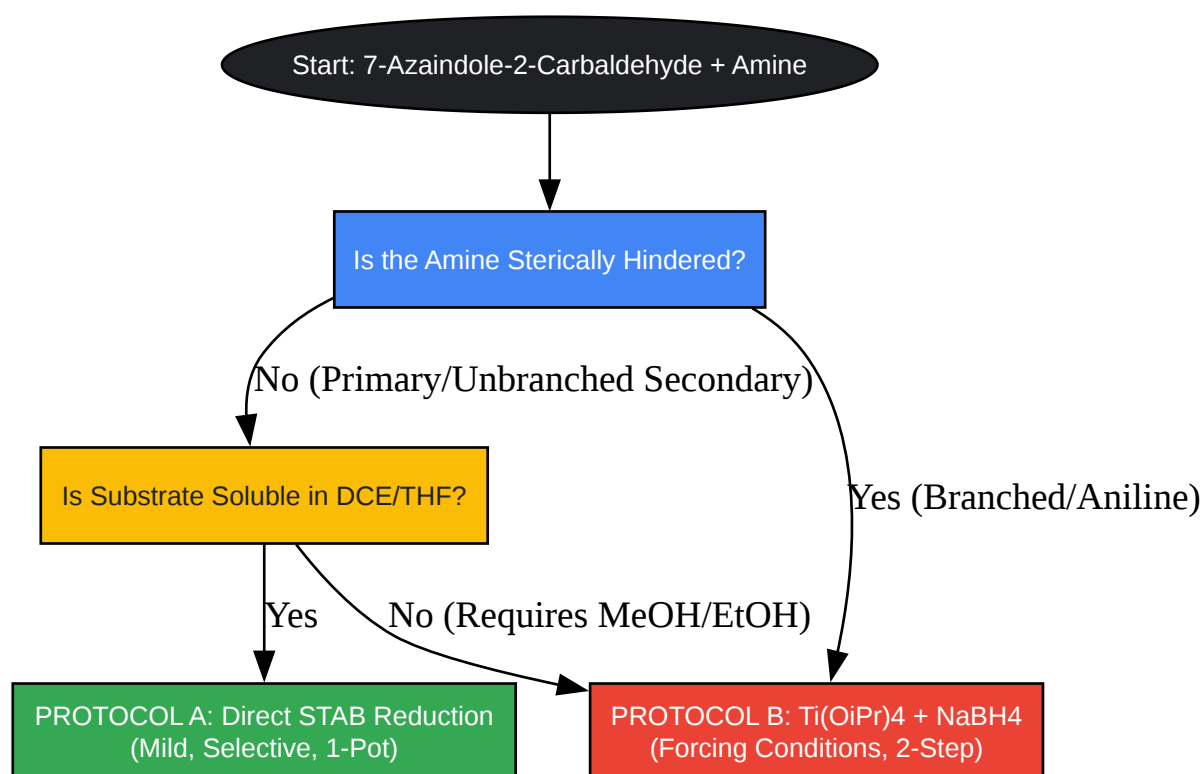 Start: 7-Azaindole-2-Carbaldehyde + Amine
Is the Amine Sterically Hindered?
No (Primary/Unbranched Secondary)
Is Substrate Soluble in DCE/THF?
Yes (Branched/Aniline)
Yes
No (Requires MeOH/EtOH)
PROTOCOL A: Direct STAB Reduction
(Mild, Selective, 1-Pot)
PROTOCOL B: Ti(OiPr)4 + NaBH4
(Forcing Conditions, 2-Step)